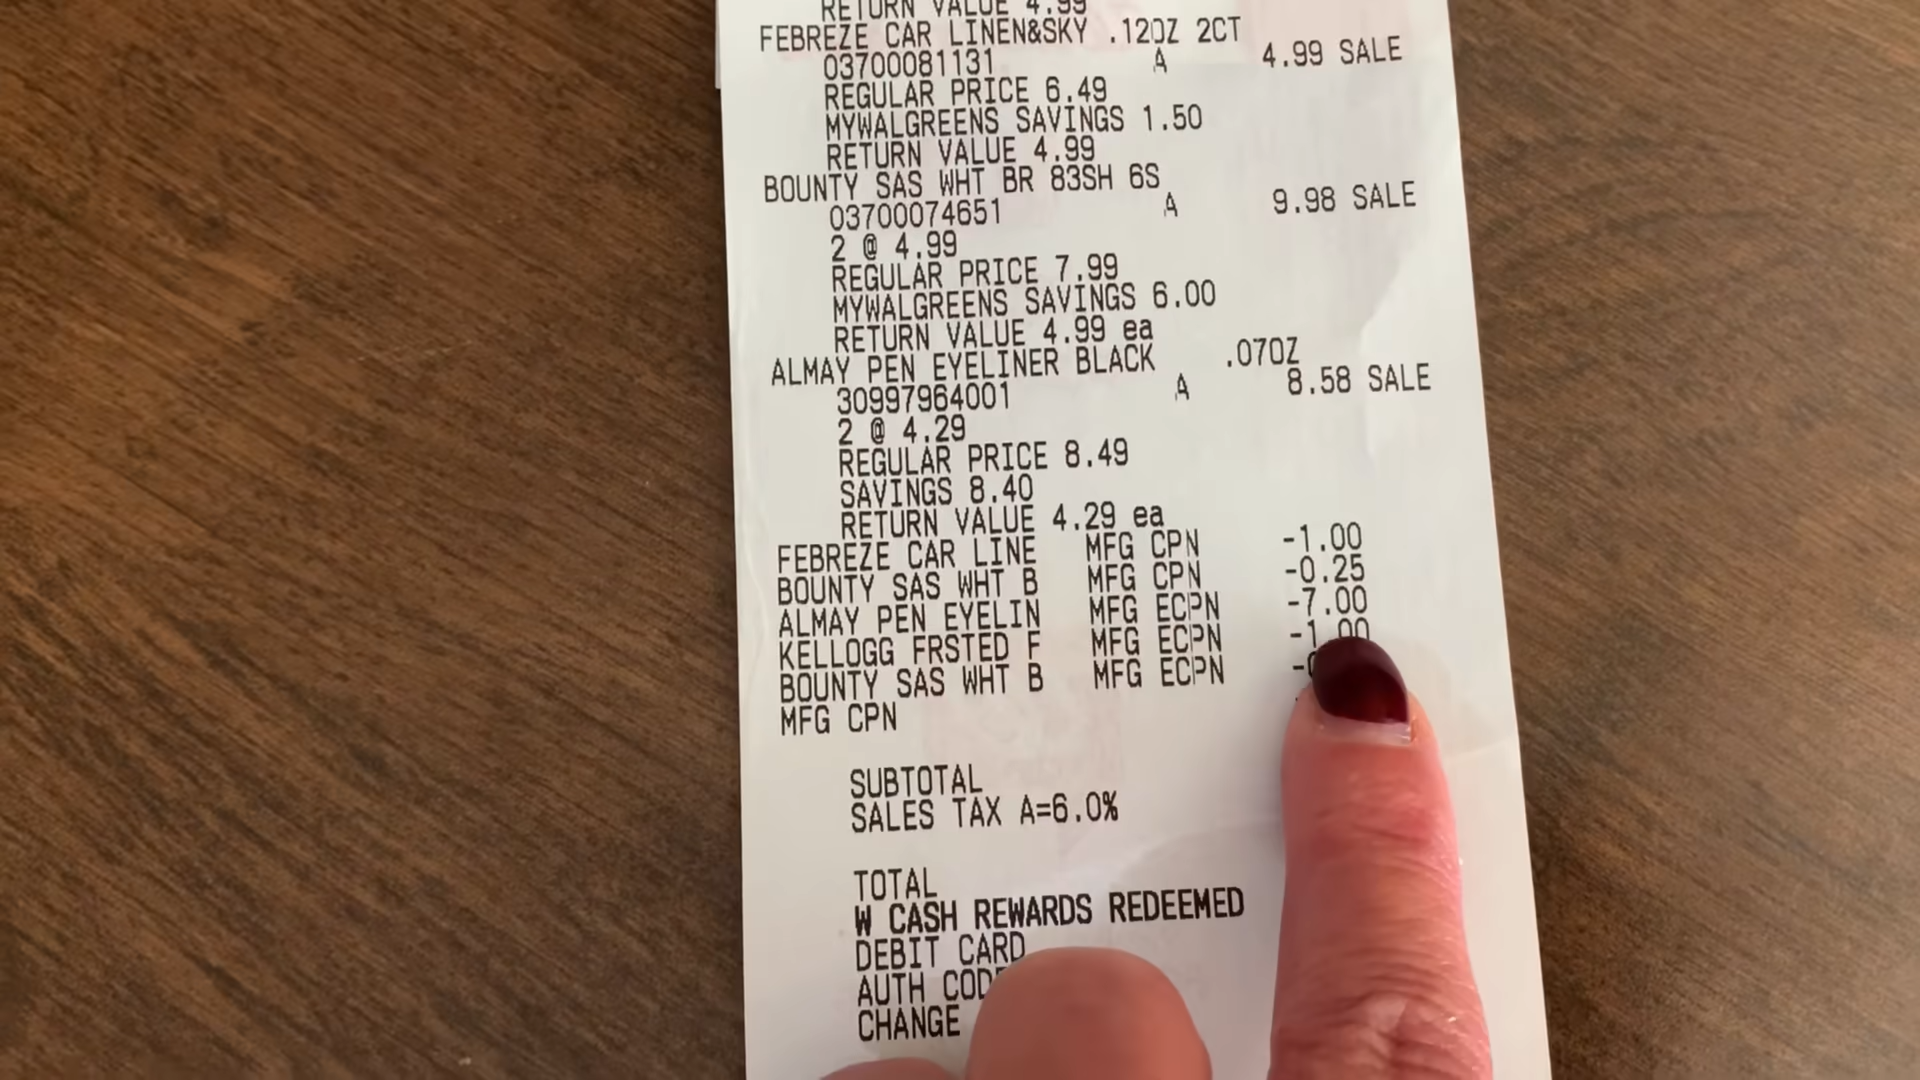 RETURN VALUE 4.99
FEBREZE CAR LINEN&SKY .12OZ 2CT
03700081131 A 4.99 SALE
REGULAR PRICE 6.49
MYWALGREENS SAVINGS 1.50
RETURN VALUE 4.99
BOUNTY SAS WHT BR 83SH 6S
03700074651 A 9.98 SALE
2 @ 4.99
REGULAR PRICE 7.99
MYWALGREENS SAVINGS 6.00
RETURN VALUE 4.99 ea
ALMAY PEN EYELINER BLACK .07OZ
30997964001 A 8.58 SALE
2 @ 4.29
REGULAR PRICE 8.49
SAVINGS 8.40
RETURN VALUE 4.29 ea
FEBREZE CAR LINE MFG CPN -1.00
BOUNTY SAS WHT B MFG CPN -0.25
ALMAY PEN EYELIN MFG ECPN -7.00
KELLOGG FRSTED F MFG ECPN -1.00
BOUNTY SAS WHT B MFG ECPN
MFG CPN
SUBTOTAL
SALES TAX A=6.0%
TOTAL
W CASH REWARDS REDEEMED
DEBIT CARD
AUTH
CHANGE